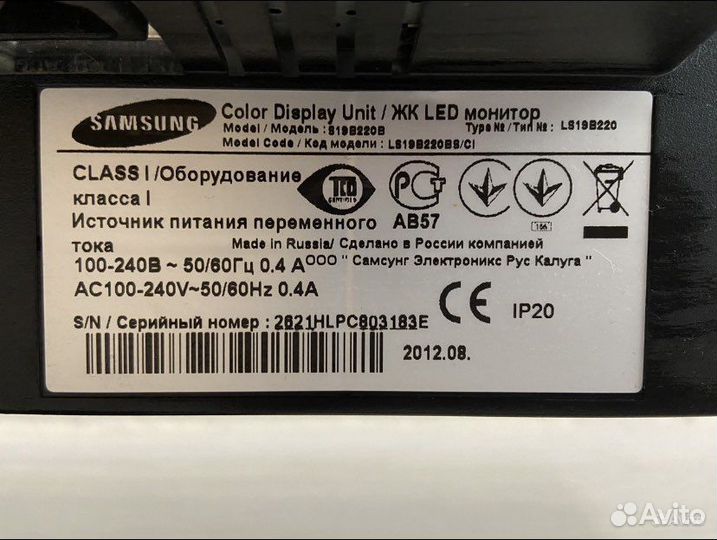 SAMSUNG
Color Display Unit / ЖК LED монитор
Model / Модель : S19B220B Type № / Тип № : LS19B220
Model Code / Код модели : LS19B220BS/CI
CLASS I /Оборудование
класса I
TCO
PC
AB57
Источник питания переменного
тока
Made in Russia/ Сделано в России компанией
ООО " Самсунг Электроникс Рус Калуга "
100-240В ~ 50/60Гц 0.4 А
AC100-240V~50/60Hz 0.4A
S/N / Серийный номер : 2621HLPC803183E
CE
IP20
2012.08.
Avito